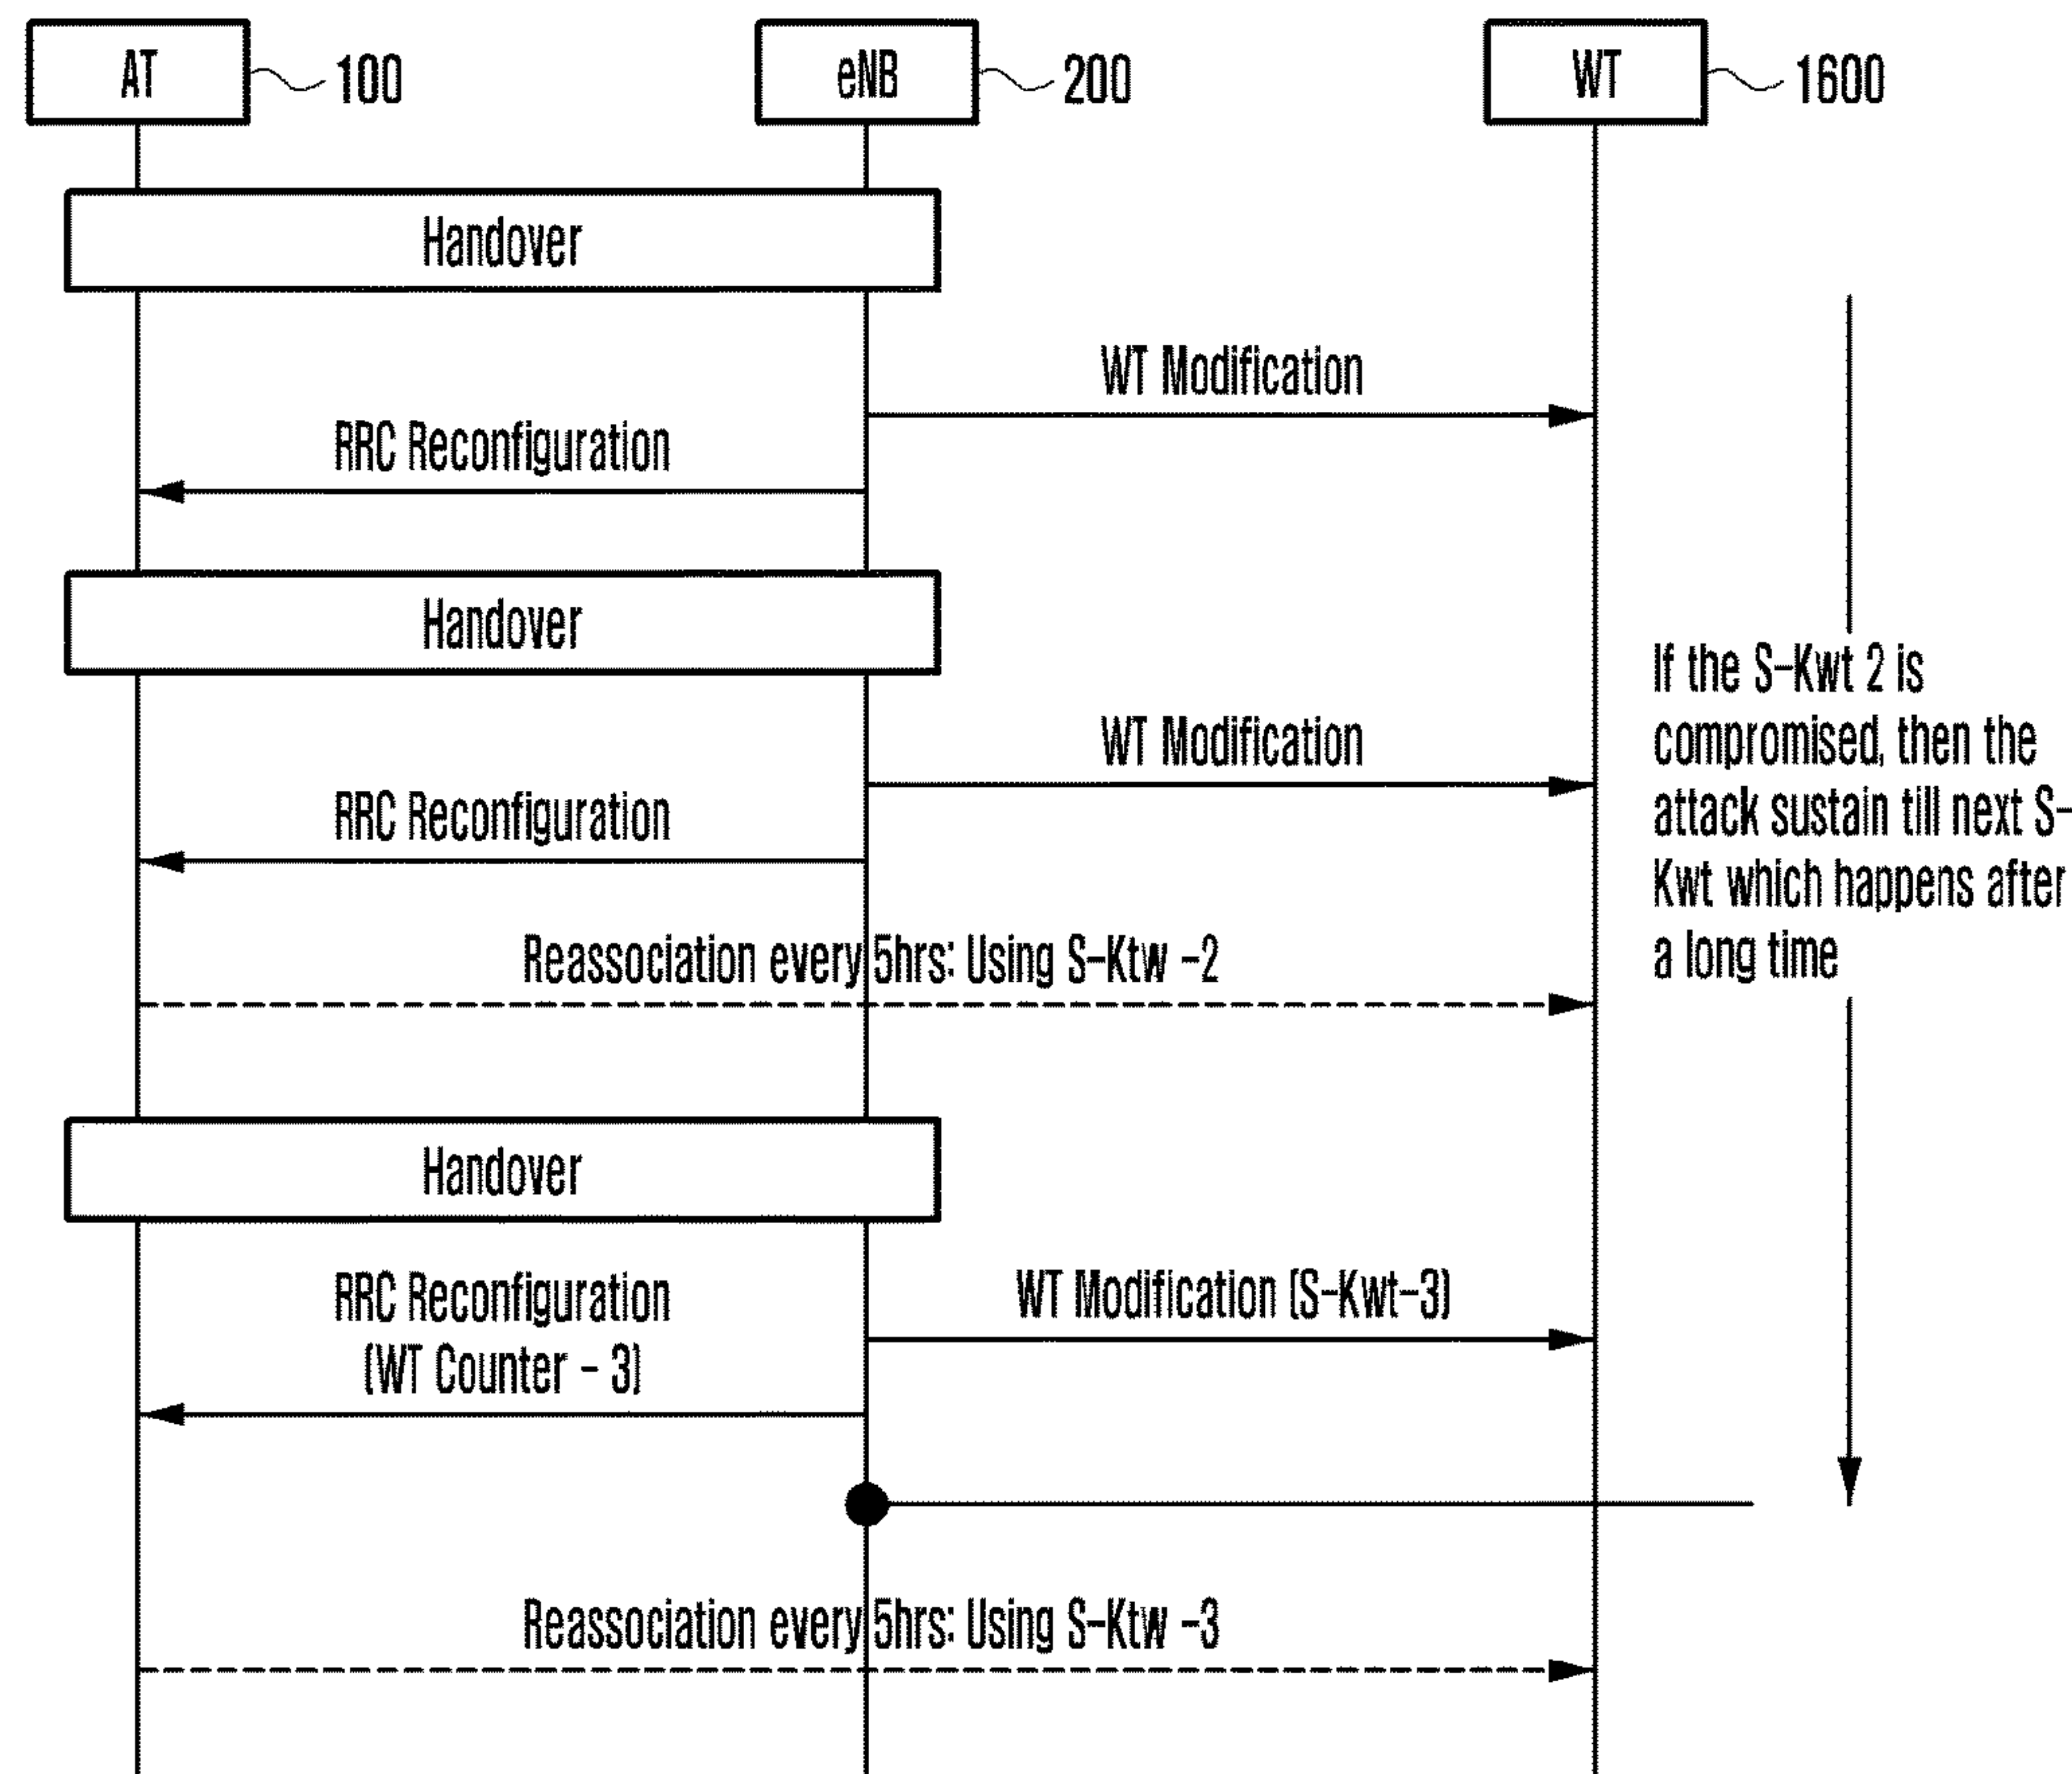 AT
100
eNB
200
WT
1600
Handover
WT Modification
RRC Reconfiguration
Handover
If the S-Kwt 2 is
compromised, then the
attack sustain till next S-
Kwt which happens after
a long time
WT Modification
RRC Reconfiguration
Reassociation every 5hrs: Using S-Ktw -2
Handover
RRC Reconfiguration
(WT Counter - 3)
WT Modification (S-Kwt-3)
Reassociation every 5hrs: Using S-Ktw -3